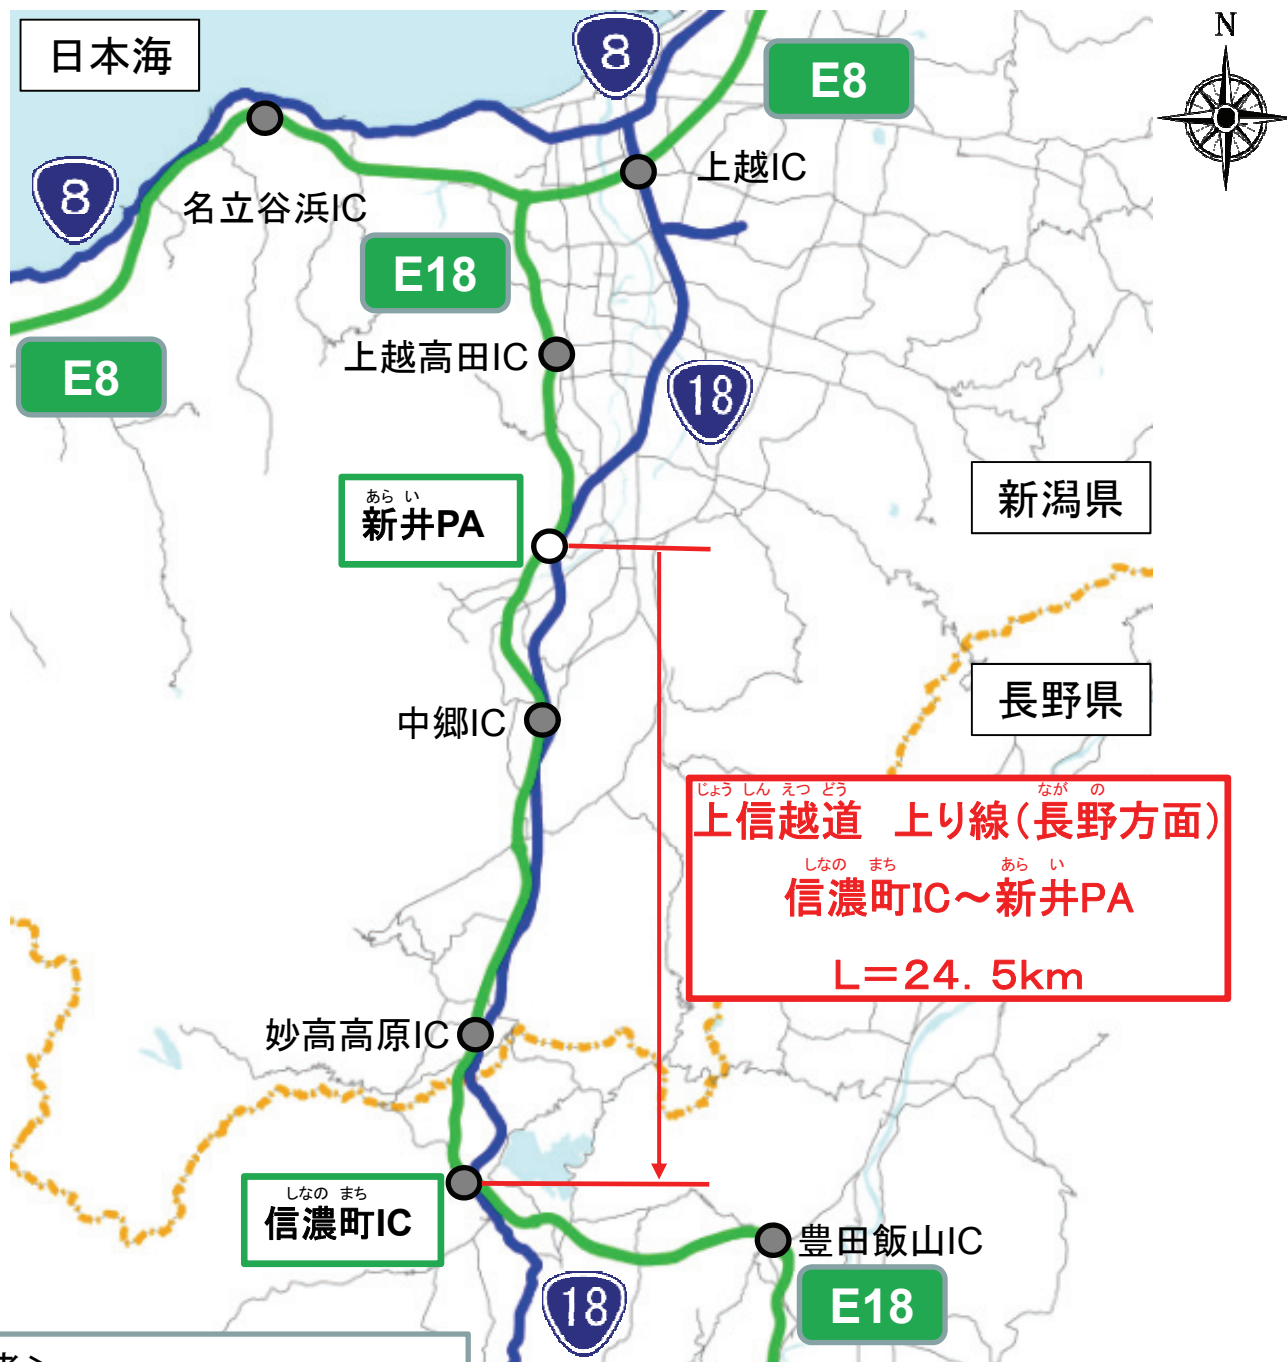 日本海
8
E8
N
上越IC
8
名立谷浜IC
E18
E8
上越高田IC
18
あら い
新井PA
新潟県
長野県
中郷IC
じょう しん えつ どう なが の
上信越道 上り線(長野方面)
しなの まち あら い
信濃町IC～新井PA
L＝24．5km
妙高高原IC
しなの まち
信濃町IC
豊田飯山IC
18
E18